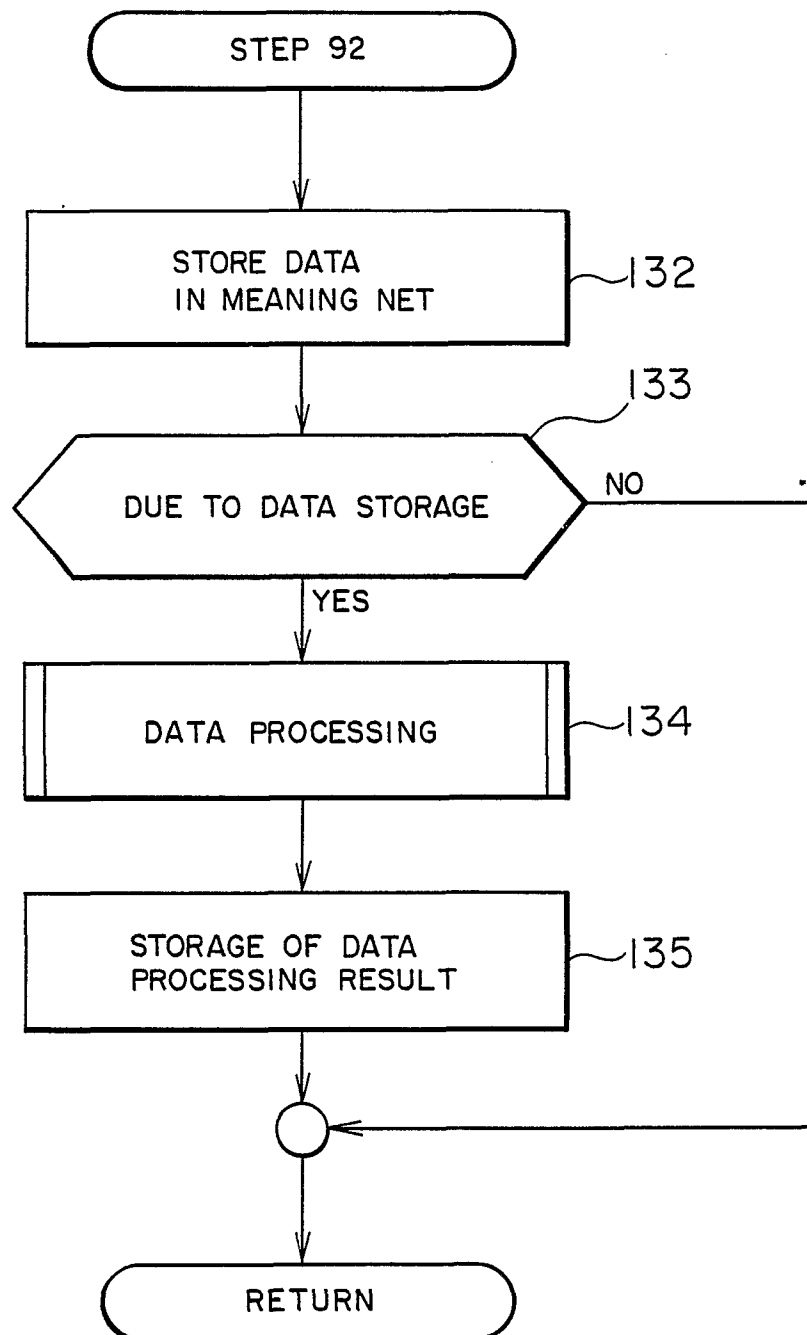 STEP 92
STORE DATA
IN MEANING NET
132
133
DUE TO DATA STORAGE
NO
YES
DATA PROCESSING
134
STORAGE OF DATA
PROCESSING RESULT
135
RETURN